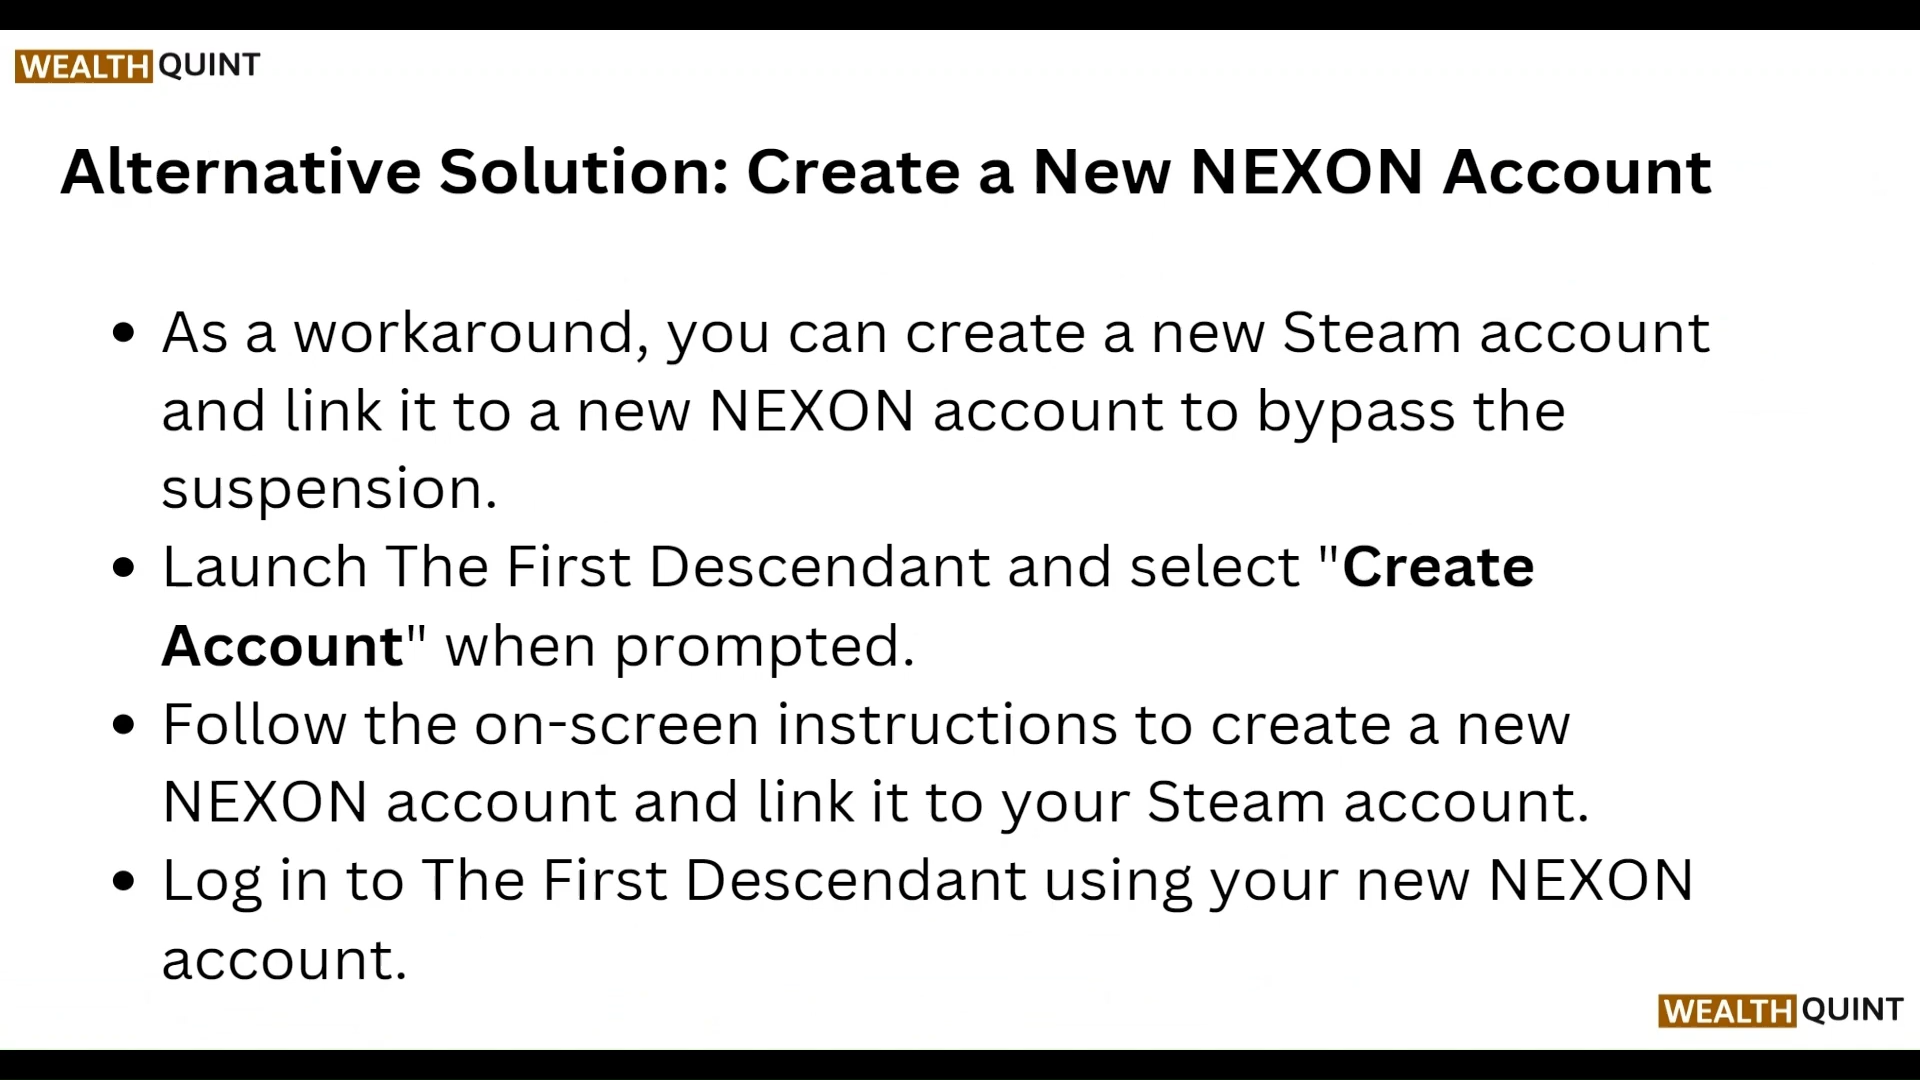 WEALTH QUINT
Alternative Solution: Create a New NEXON Account
• As a workaround, you can create a new Steam account
and link it to a new NEXON account to bypass the
suspension.
• Launch The First Descendant and select "Create
Account" when prompted.
• Follow the on-screen instructions to create a new
NEXON account and link it to your Steam account.
• Log in to The First Descendant using your new NEXON
account.
WEALTH QUINT